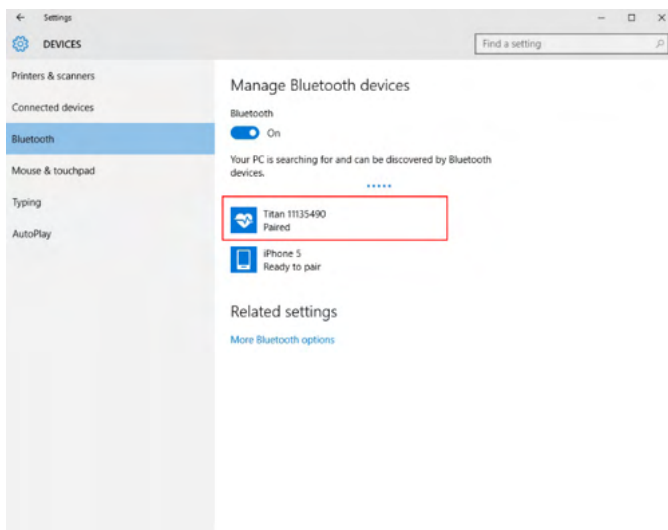 Settings
DEVICES
Find a setting
Printers & scanners
Connected devices
Bluetooth
Mouse & touchpad
Typing
AutoPlay
Manage Bluetooth devices
Bluetooth
On
Your PC is searching for and can be discovered by Bluetooth
devices.
Titan 11135490
Paired
iPhone 5
Ready to pair
Related settings
More Bluetooth options